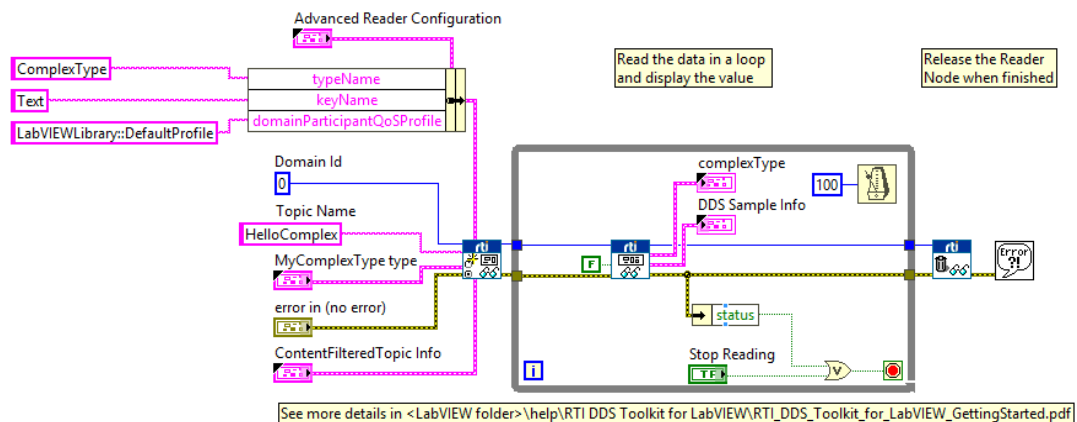 Advanced Reader Configuration
ComplexType
typeName
Text
keyName
LabVIEWLibrary::DefaultProfile
domainParticipantQoSProfile
Read the data in a loop
and display the value
Release the Reader
Node when finished
Domain Id
0
Topic Name
HelloComplex
rti
MyComplexType type
error in (no error)
ContentFilteredTopic Info
complexType
100
DDS Sample Info
rti
F
status
Stop Reading
TF
V
i
rti
Error
?!
See more details in <LabVIEW folder>\help\RTI DDS Toolkit for LabVIEW\RTI_DDS_Toolkit_for_LabVIEW_GettingStarted.pdf